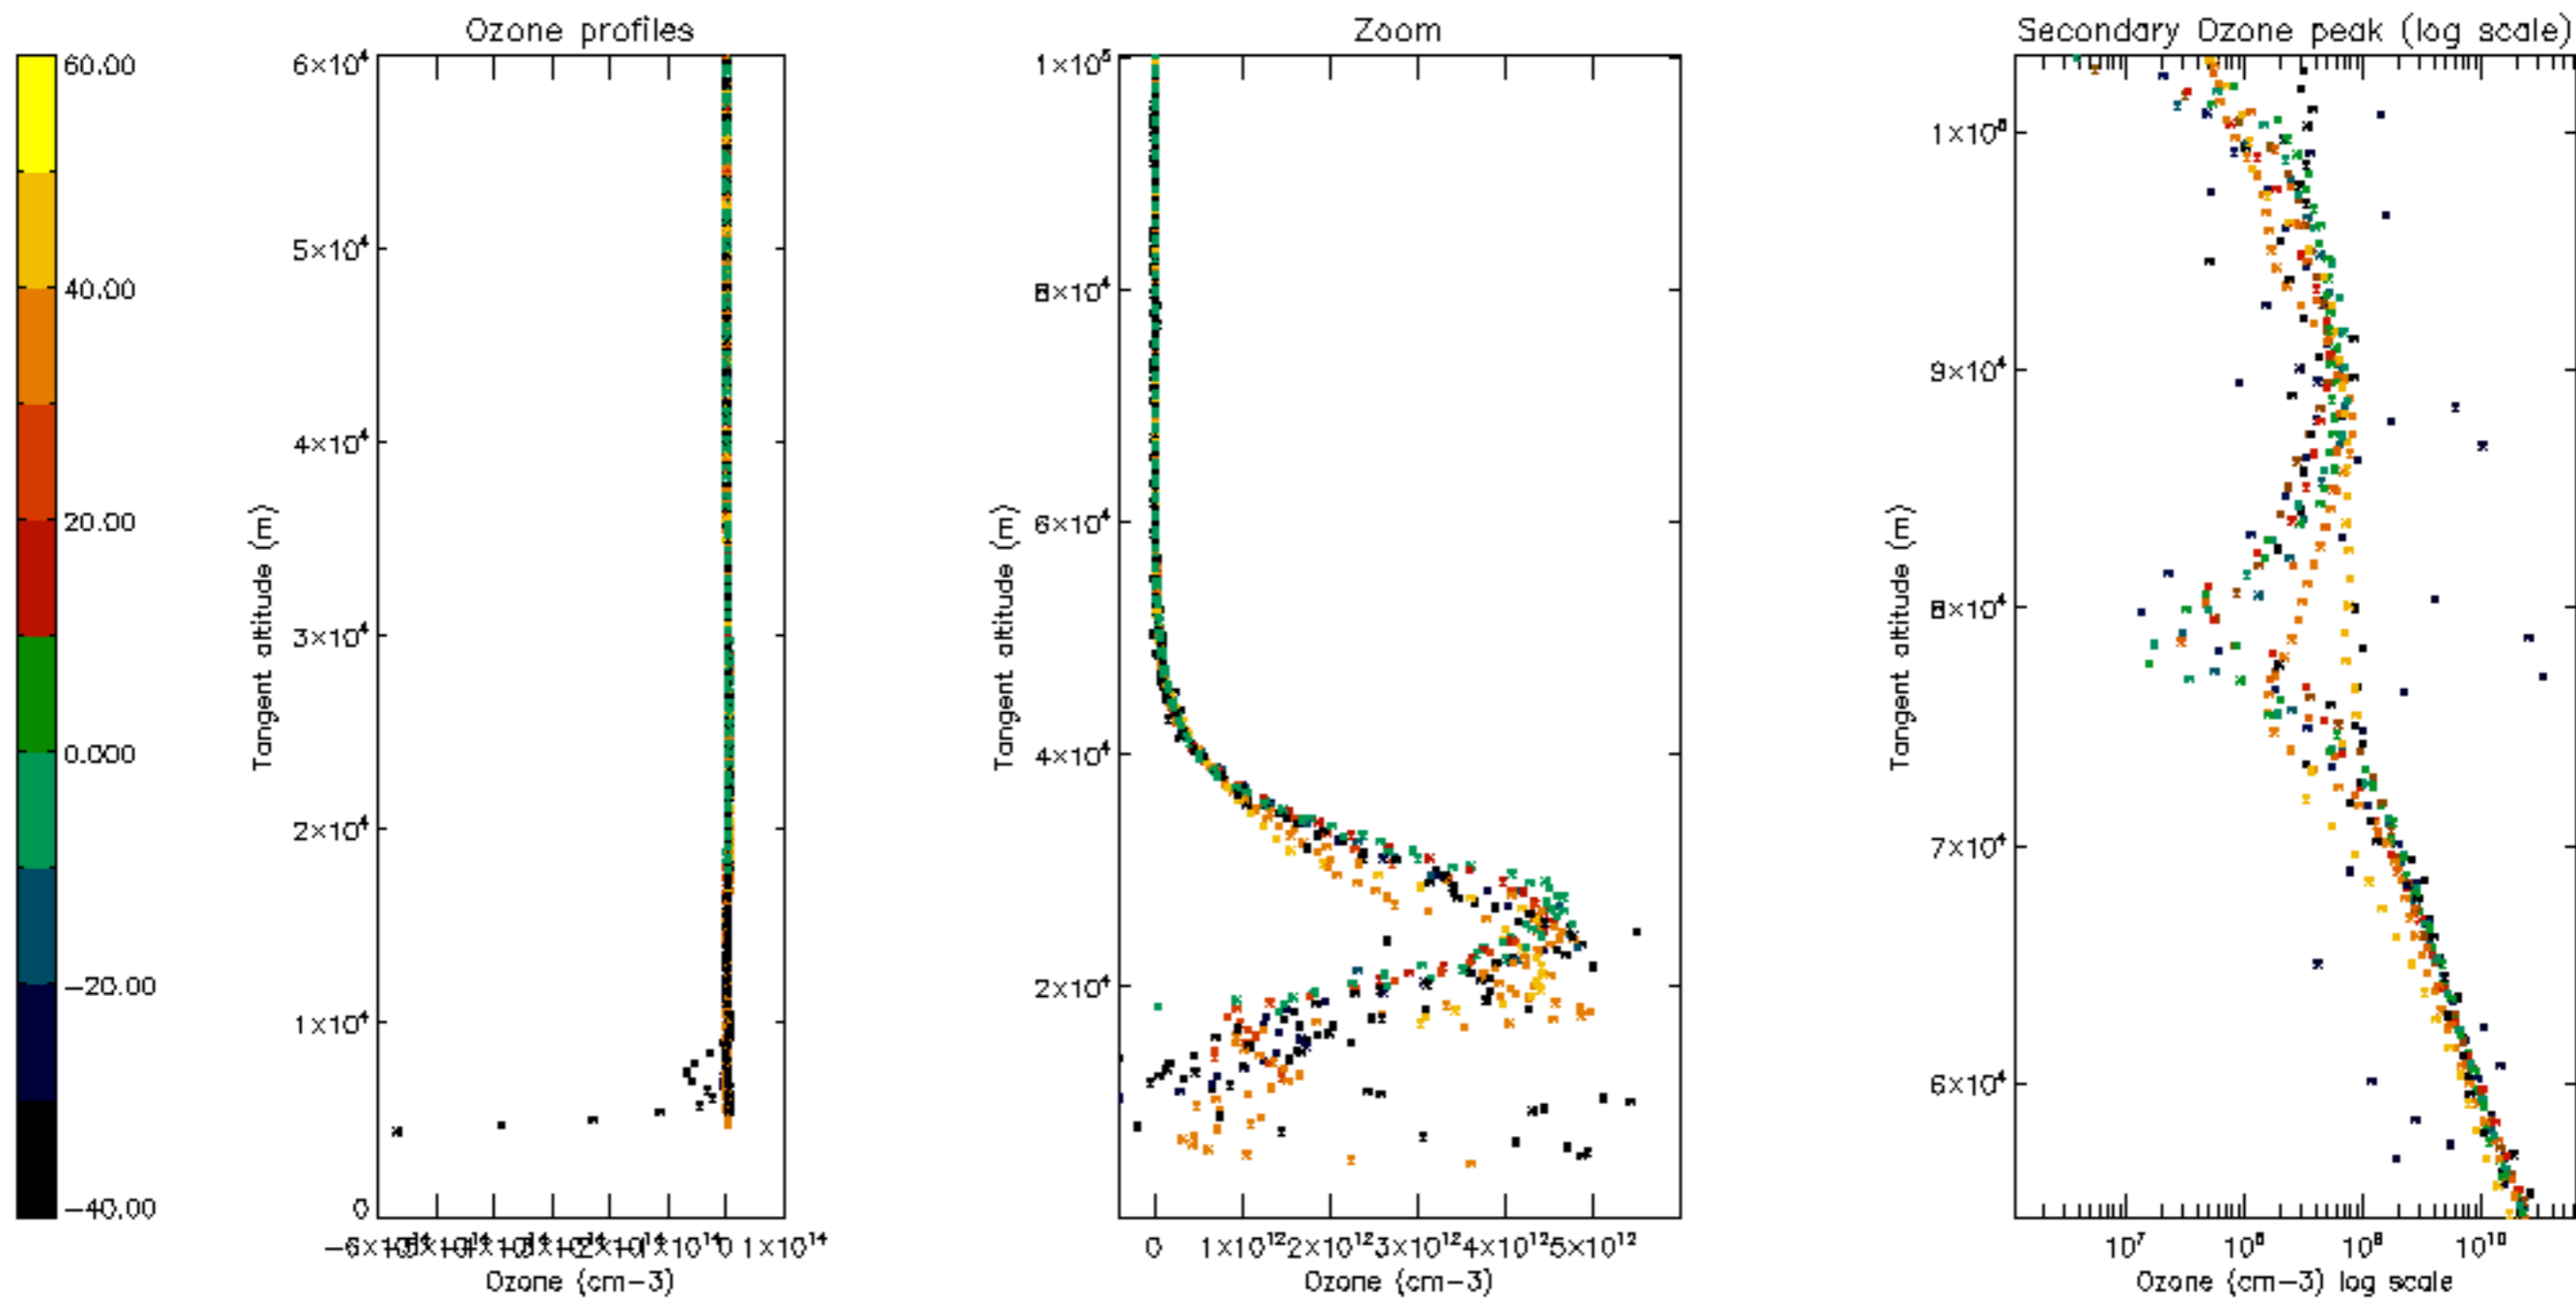 Ozone profiles
Zoom
Secondary Ozone peak (log scale)
60.00
40.00
20.00
0.000
-20.00
-40.00
6×10⁴
5×10⁴
4×10⁴
3×10⁴
2×10⁴
1×10⁴
0
Tangent altitude (m)
0 1×10¹⁴
Ozone (cm-3)
1×10⁵
8×10⁴
6×10⁴
4×10⁴
2×10⁴
Tangent altitude (m)
0 1×10¹² 2×10¹² 3×10¹² 4×10¹² 5×10¹²
Ozone (cm-3)
9×10⁴
8×10⁴
7×10⁴
6×10⁴
Tangent altitude (m)
10⁷ 10⁸ 10⁹ 10¹⁰
Ozone (cm-3) log scale